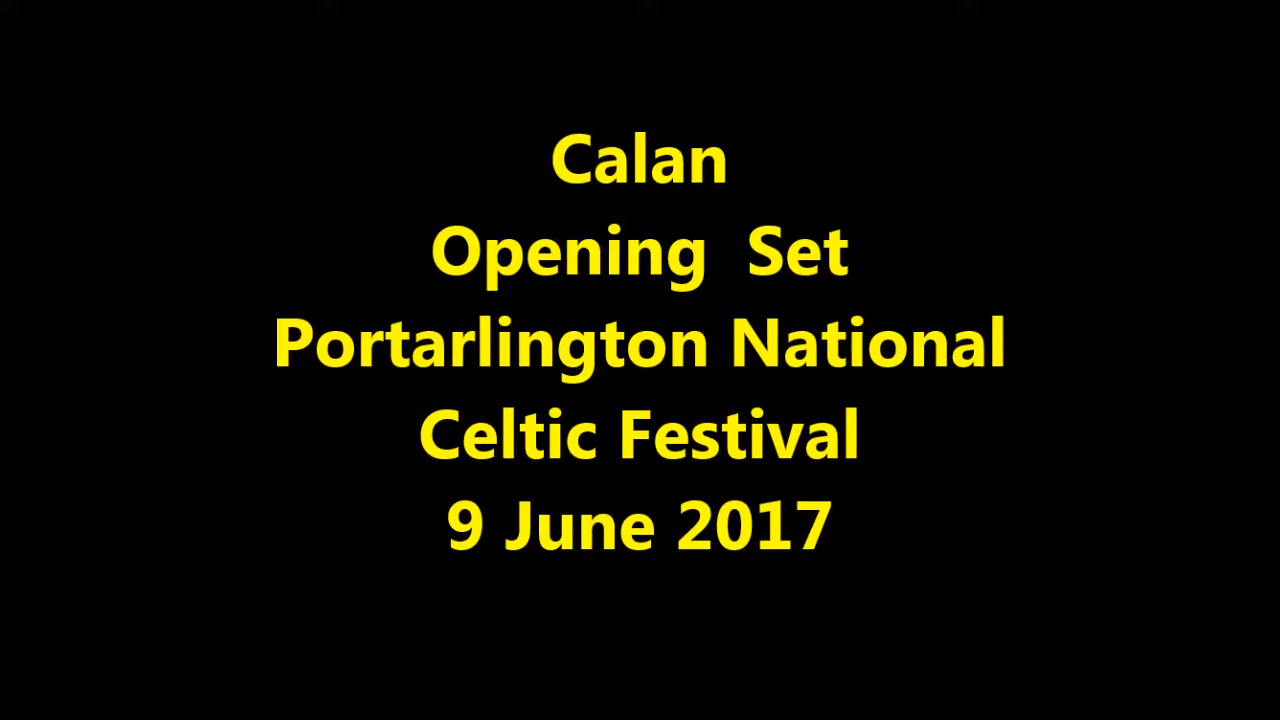 Calan
Opening  Set
Portarlington National
Celtic Festival
9 June 2017